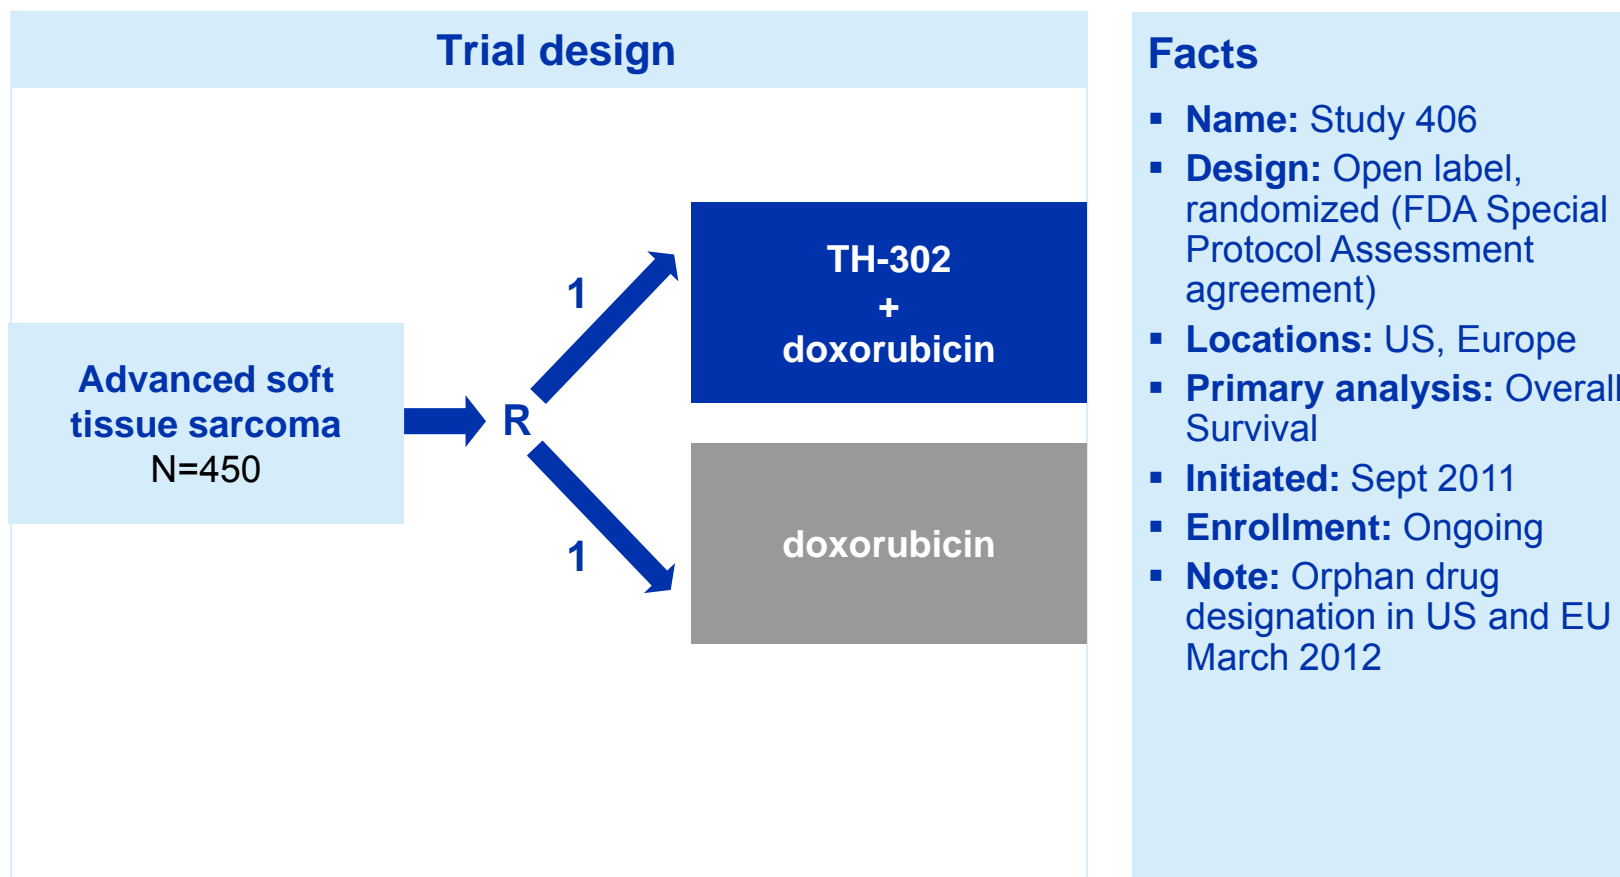 Trial design
Advanced soft
tissue sarcoma
N=450
R
1
1
TH-302
+
doxorubicin
doxorubicin
Facts
▪ Name: Study 406
▪ Design: Open label,
randomized (FDA Special
Protocol Assessment
agreement)
▪ Locations: US, Europe
▪ Primary analysis: Overall
Survival
▪ Initiated: Sept 2011
▪ Enrollment: Ongoing
▪ Note: Orphan drug
designation in US and EU
March 2012